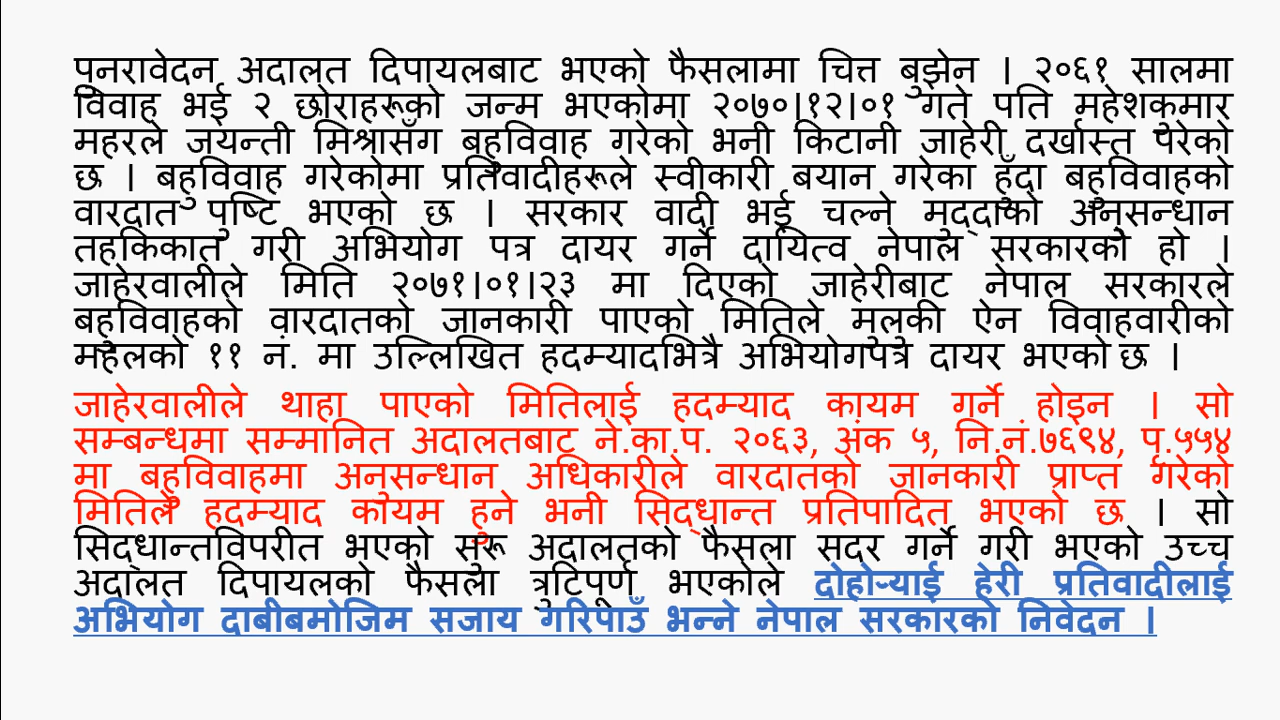 पुनरावेदन अदालत दिपायलबाट भएको फैसलामा चित्त बुझेन । २०६१ सालमा
विवाह भई २ छोराहरूको जन्म भएकोमा २०७०|१२|०१ गते पति महेशकुमार
महरले जयन्ती मिश्रासँग बहुविवाह गरेको भनी किटानी जाहेरी दर्खास्त परेको
छ । बहुविवाह गरेकोमा प्रतिवादीहरूले स्वीकारी बयान गरेका हुँदा बहुविवाहको
वारदात पुष्टि भएको छ । सरकार वादी भई चल्ने मुद्दाको अनुसन्धान
तहकिकात गरी अभियोग पत्र दायर गर्ने दायित्व नेपाल सरकारको हो ।
जाहेरवालीले मिति २०७१|०१|२३ मा दिएको जाहेरीबाट नेपाल सरकारले
बहुविवाहको वारदातको जानकारी पाएको मितिले मुलुकी ऐन विवाहवारीको
महलको ११ नं. मा उल्लिखित हदम्यादभित्रै अभियोगपत्र दायर भएको छ ।
जाहेरवालीले थाहा पाएको मितिलाई हदम्याद कायम गर्ने होइन । सो
सम्बन्धमा सम्मानित अदालतबाट ने.का.प. २०६३, अंक ५, नि.नं.७६९४, पृ.५५४
मा बहुविवाहमा अनुसन्धान अधिकारीले वारदातको जानकारी प्राप्त गरेको
मितिले हदम्याद कायम हुने भनी सिद्धान्त प्रतिपादित भएको छ । सो
सिद्धान्तविपरीत भएको सुरू अदालतको फैसला सदर गर्ने गरी भएको उच्च
अदालत दिपायलको फैसला त्रुटिपूर्ण भएकोले दोहोऱ्याई हेरी प्रतिवादीलाई
अभियोग दाबीबमोजिम सजाय गरिपाउँ भन्ने नेपाल सरकारको निवेदन ।